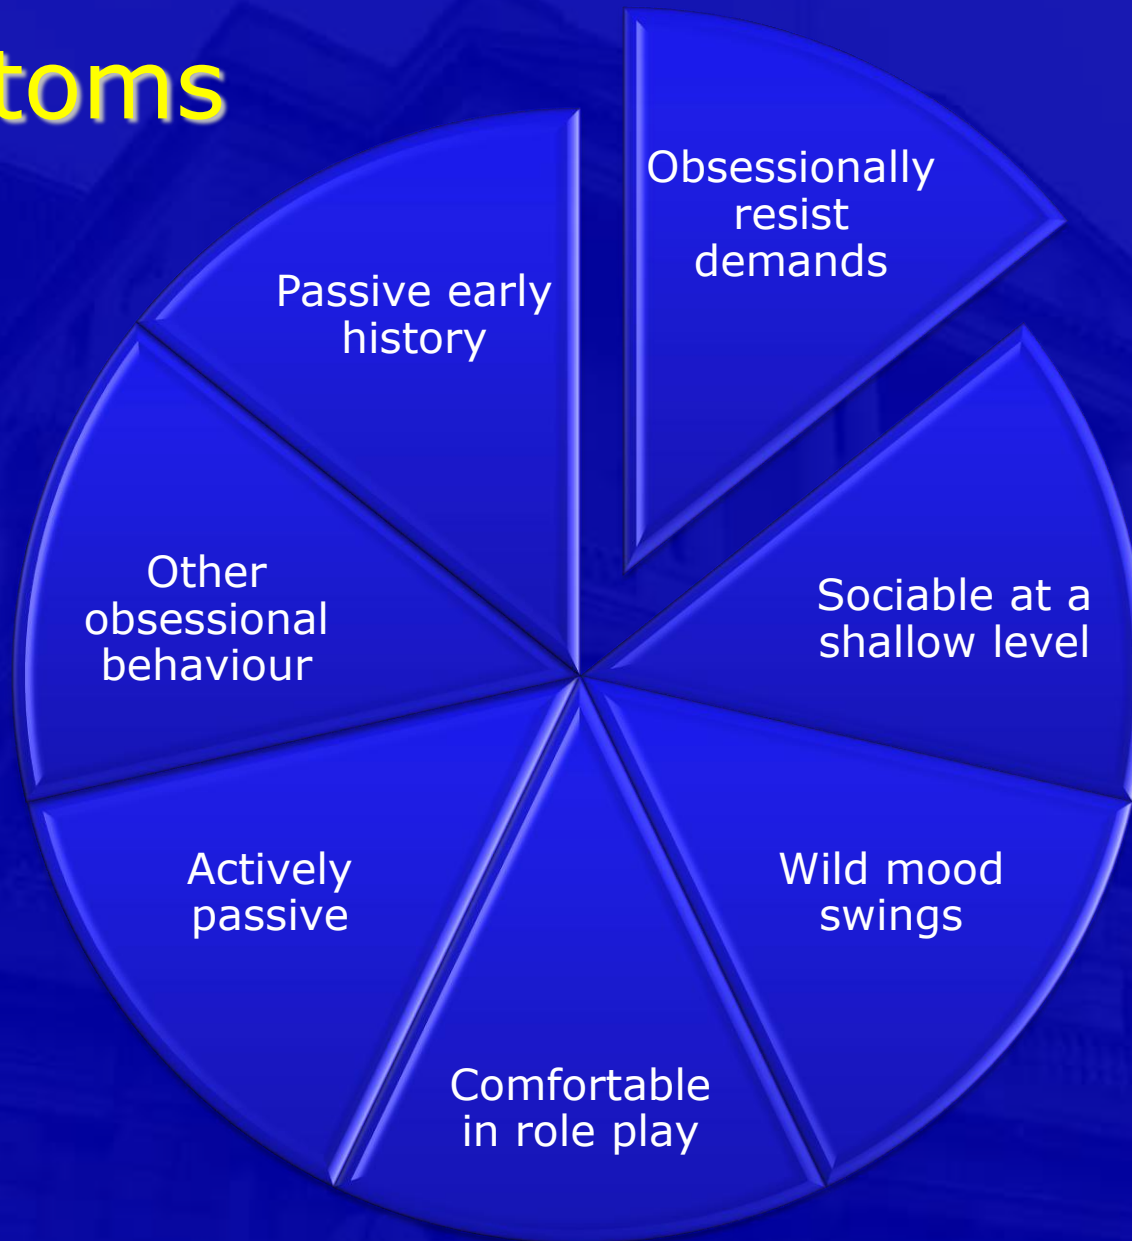 toms
Obsessionally
resist
demands
Passive early
history
Other
obsessional
behaviour
Sociable at a
shallow level
Actively
passive
Wild mood
swings
Comfortable
in role play